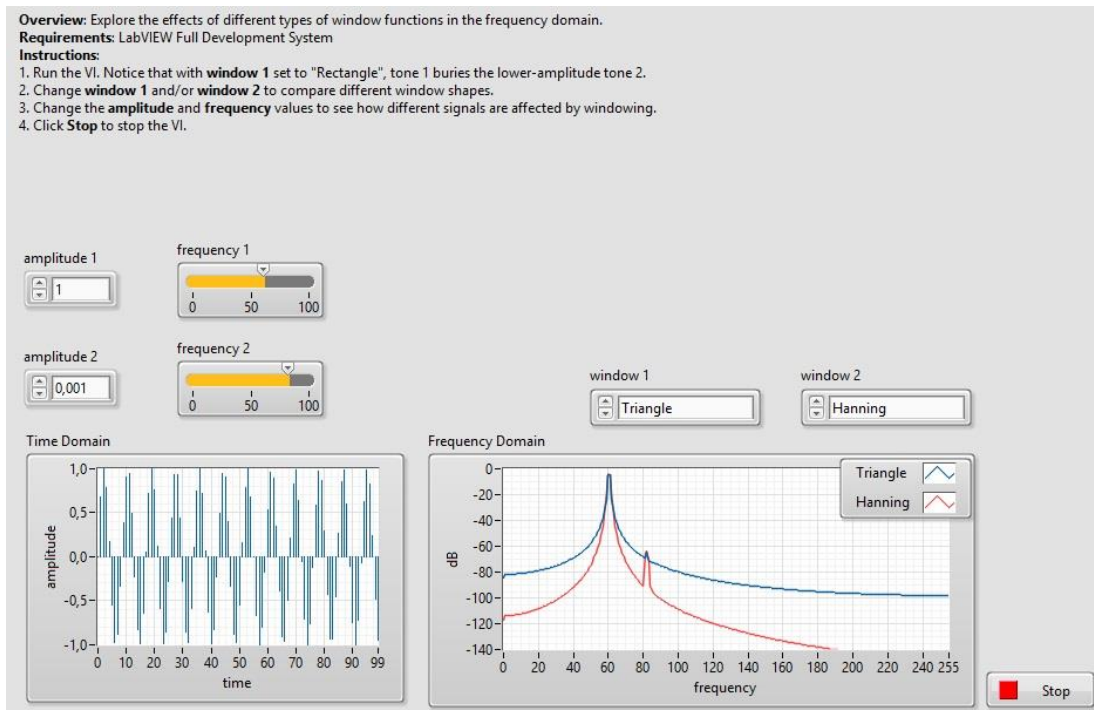 Overview: Explore the effects of different types of window functions in the frequency domain.
Requirements: LabVIEW Full Development System
Instructions:
1. Run the VI. Notice that with window 1 set to "Rectangle", tone 1 buries the lower-amplitude tone 2.
2. Change window 1 and/or window 2 to compare different window shapes.
3. Change the amplitude and frequency values to see how different signals are affected by windowing.
4. Click Stop to stop the VI.
amplitude 1
1
frequency 1
0 50 100
amplitude 2
0,001
frequency 2
0 50 100
window 1
Triangle
window 2
Hanning
Time Domain
amplitude
1,0
0,5
0,0
-0,5
-1,0
0 10 20 30 40 50 60 70 80 90 99
time
Frequency Domain
dB
0
-20
-40
-60
-80
-100
-120
-140
0 20 40 60 80 100 120 140 160 180 200 220 240 255
frequency
Triangle
Hanning
Stop